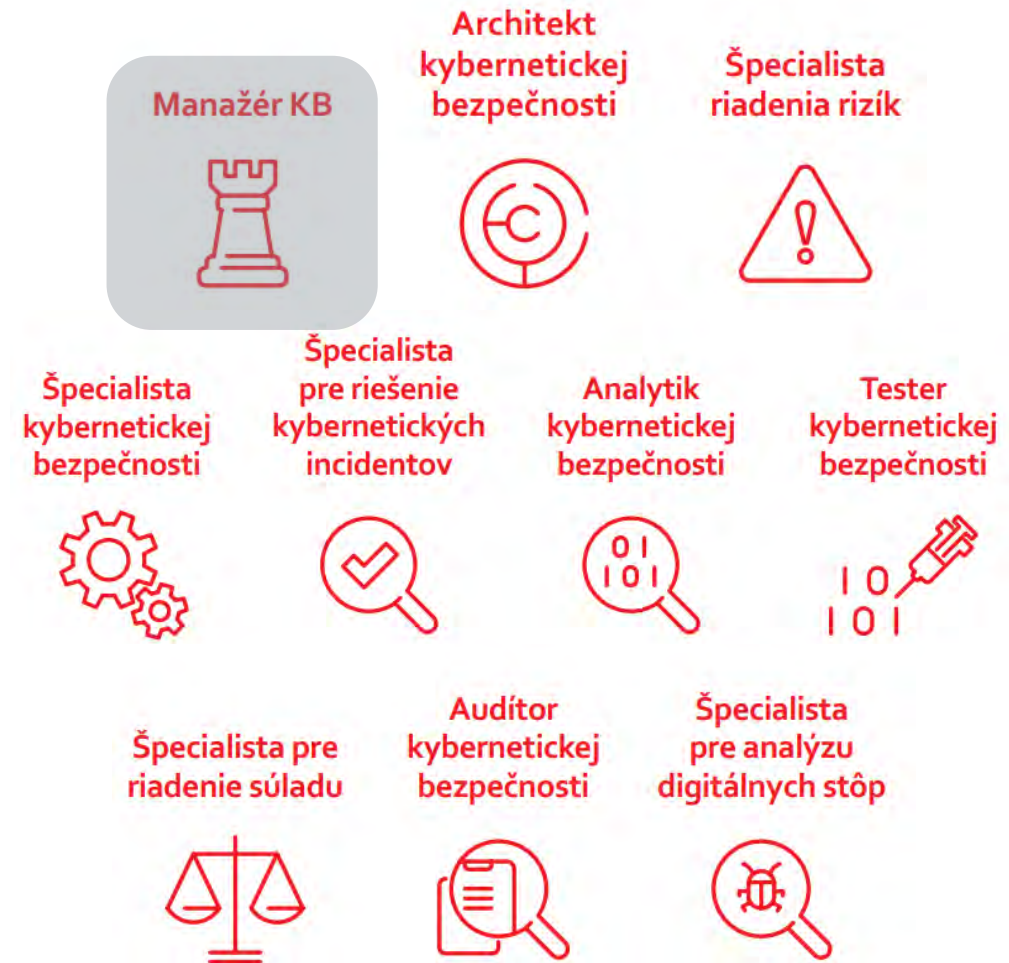 Manažér KB
Architekt
kybernetickej
bezpečnosti
Špecialista
riadenia rizík
Špecialista
kybernetickej
bezpečnosti
Špecialista
pre riešenie
kybernetických
incidentov
Analytik
kybernetickej
bezpečnosti
01
101
Tester
kybernetickej
bezpečnosti
10
101
Špecialista pre
riadenie súladu
Audítor
kybernetickej
bezpečnosti
Špecialista
pre analýzu
digitálnych stôp